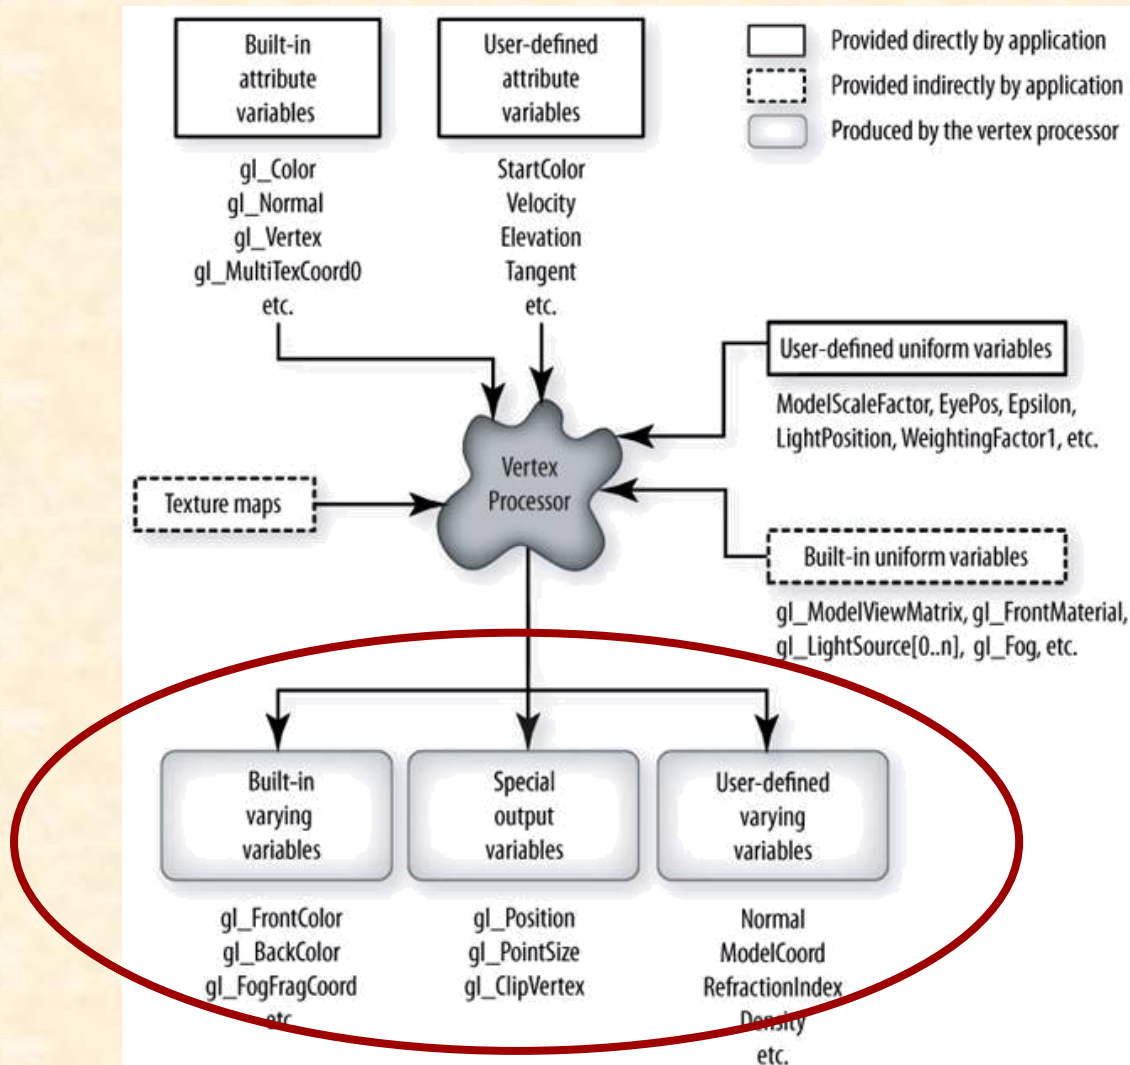 Built-in
attribute
variables
User-defined
attribute
variables
Provided directly by application
Provided indirectly by application
Produced by the vertex processor
gl_Color
gl_Normal
gl_Vertex
gl_MultiTexCoord0
etc.
StartColor
Velocity
Elevation
Tangent
etc.
User-defined uniform variables
ModelScaleFactor, EyePos, Epsilon,
LightPosition, WeightingFactor1, etc.
Vertex
Processor
Texture maps
Built-in uniform variables
gl_ModelViewMatrix, gl_FrontMaterial,
gl_LightSource[0..n], gl_Fog, etc.
Built-in
varying
variables
Special
output
variables
User-defined
varying
variables
gl_FrontColor
gl_BackColor
gl_FogFragCoord
etc
gl_Position
gl_PointSize
gl_ClipVertex
Normal
ModelCoord
RefractionIndex
Density
etc.